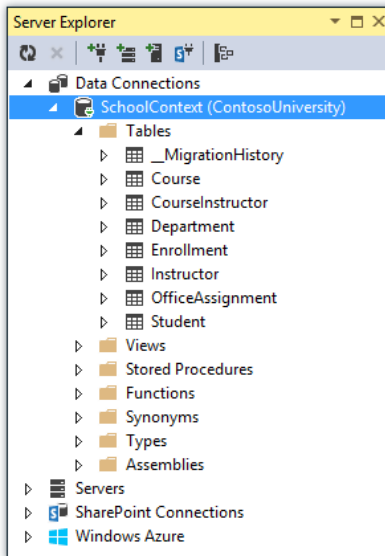 Server Explorer
Data Connections
SchoolContext (ContosoUniversity)
Tables
__MigrationHistory
Course
CourseInstructor
Department
Enrollment
Instructor
OfficeAssignment
Student
Views
Stored Procedures
Functions
Synonyms
Types
Assemblies
Servers
SharePoint Connections
Windows Azure